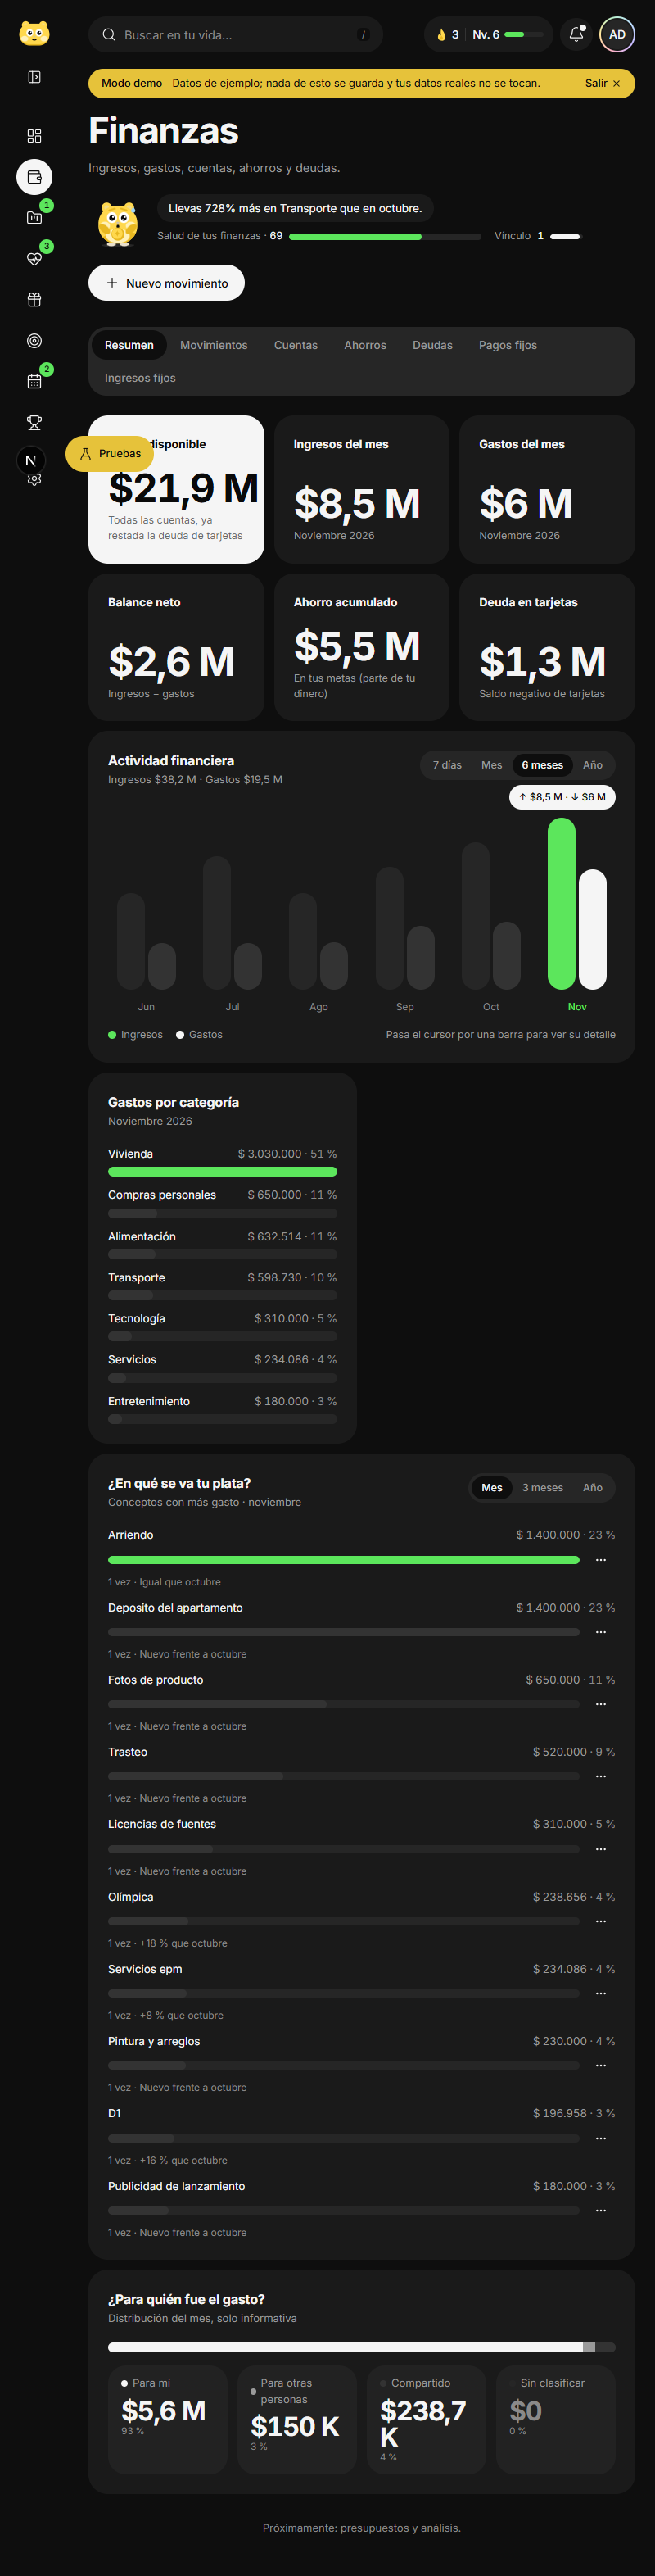 Buscar en tu vida...
/
3
Nv. 6
AD
Modo demo Datos de ejemplo; nada de esto se guarda y tus datos reales no se tocan. Salir ×
Finanzas
Ingresos, gastos, cuentas, ahorros y deudas.
Llevas 728% más en Transporte que en octubre.
Salud de tus finanzas · 69
Vínculo 1
+ Nuevo movimiento
1
3
2
N
Resumen Movimientos Cuentas Ahorros Deudas Pagos fijos
Ingresos fijos
Pruebas
disponible
$21,9 M
Todas las cuentas, ya
restada la deuda de tarjetas
Ingresos del mes
$8,5 M
Noviembre 2026
Gastos del mes
$6 M
Noviembre 2026
Balance neto
$2,6 M
Ingresos − gastos
Ahorro acumulado
$5,5 M
En tus metas (parte de tu
dinero)
Deuda en tarjetas
$1,3 M
Saldo negativo de tarjetas
Actividad financiera
Ingresos $38,2 M · Gastos $19,5 M
7 días Mes 6 meses Año
↑ $8,5 M · ↓ $6 M
Jun Jul Ago Sep Oct Nov
Ingresos Gastos
Pasa el cursor por una barra para ver su detalle
Gastos por categoría
Noviembre 2026
Vivienda $ 3.030.000 · 51 %
Compras personales $ 650.000 · 11 %
Alimentación $ 632.514 · 11 %
Transporte $ 598.730 · 10 %
Tecnología $ 310.000 · 5 %
Servicios $ 234.086 · 4 %
Entretenimiento $ 180.000 · 3 %
¿En qué se va tu plata?
Conceptos con más gasto · noviembre
Mes 3 meses Año
Arriendo $ 1.400.000 · 23 %
1 vez · Igual que octubre
Deposito del apartamento $ 1.400.000 · 23 %
1 vez · Nuevo frente a octubre
Fotos de producto $ 650.000 · 11 %
1 vez · Nuevo frente a octubre
Trasteo $ 520.000 · 9 %
1 vez · Nuevo frente a octubre
Licencias de fuentes $ 310.000 · 5 %
1 vez · Nuevo frente a octubre
Olímpica $ 238.656 · 4 %
1 vez · +18 % que octubre
Servicios epm $ 234.086 · 4 %
1 vez · +8 % que octubre
Pintura y arreglos $ 230.000 · 4 %
1 vez · Nuevo frente a octubre
D1 $ 196.958 · 3 %
1 vez · +16 % que octubre
Publicidad de lanzamiento $ 180.000 · 3 %
1 vez · Nuevo frente a octubre
¿Para quién fue el gasto?
Distribución del mes, solo informativa
Para mí
$5,6 M
93 %
Para otras
personas
$150 K
3 %
Compartido
$238,7
K
4 %
Sin clasificar
$0
0 %
Próximamente: presupuestos y análisis.